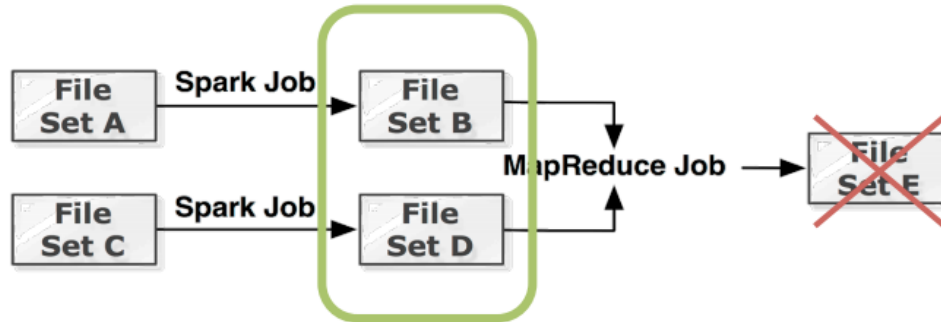 File
Set A
Spark Job
File
Set B
MapReduce Job
File
Set E
File
Set C
Spark Job
File
Set D